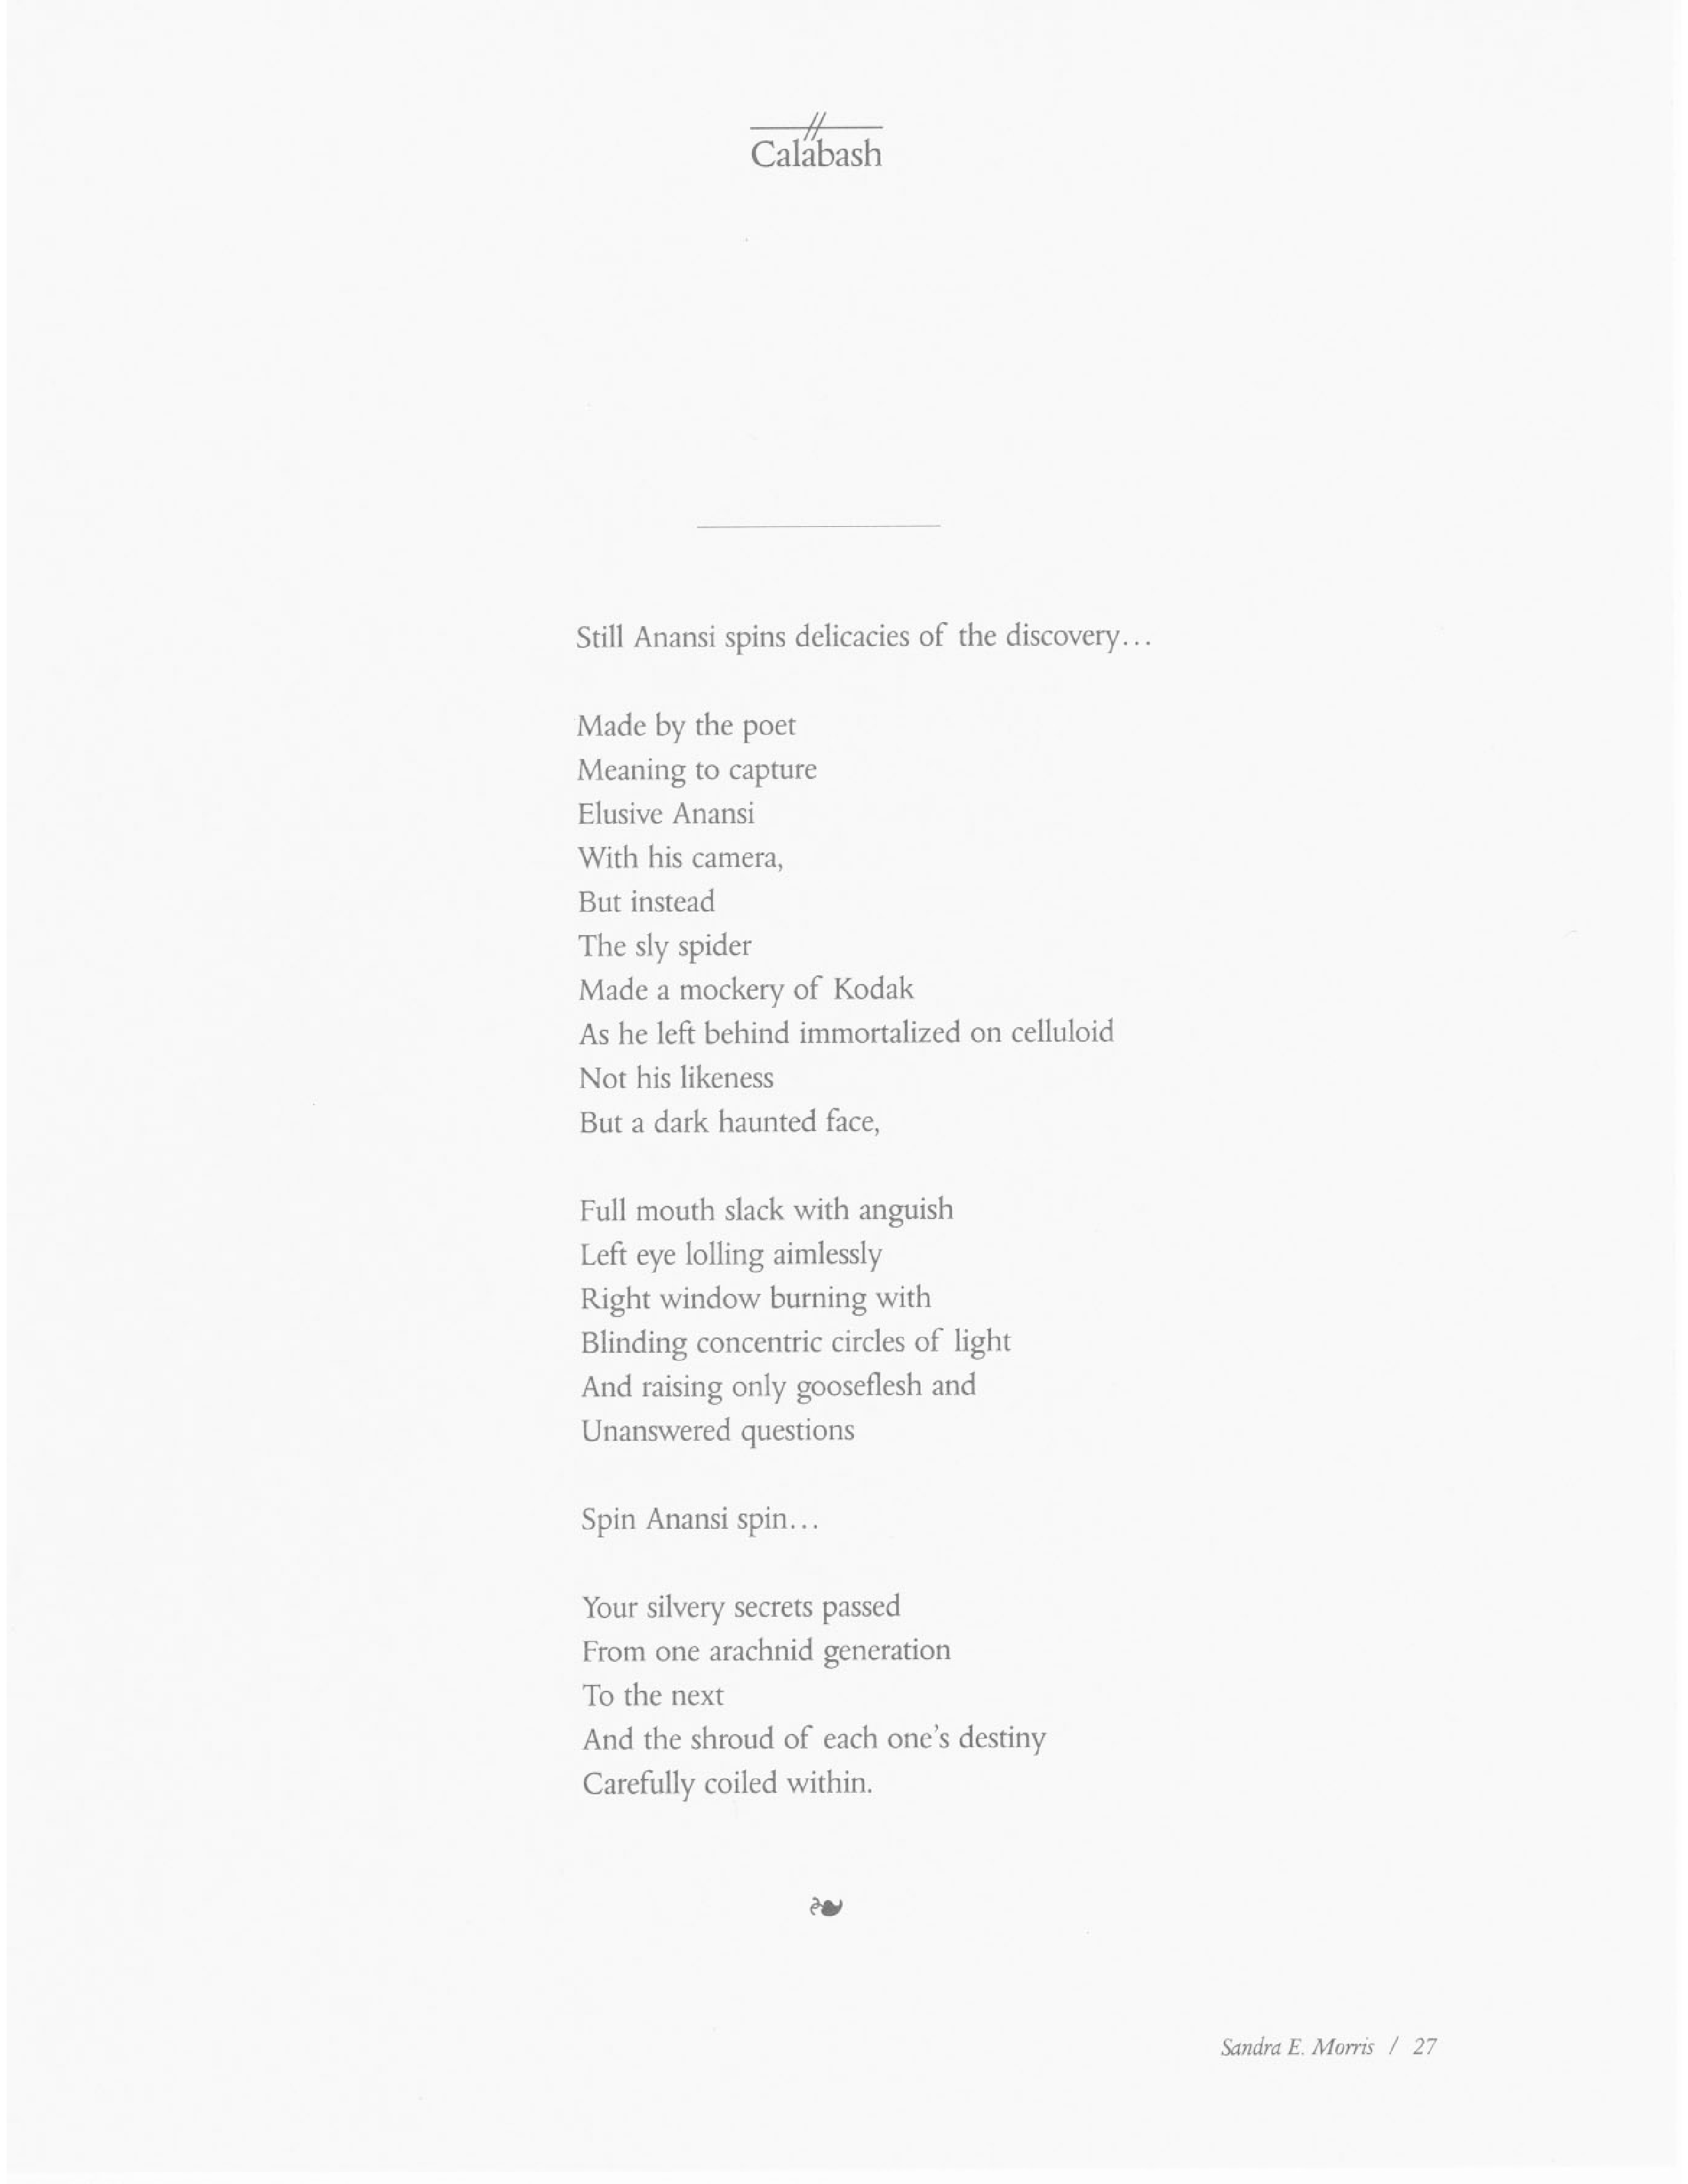 Calabash
Still Anansi spins delicacies of the discovery...
Made by the poet
Meaning to capture
Elusive Anansi
With his camera,
But instead
The sly spider
Made a mockery of Kodak
As he left behind immortalized on celluloid
Not his likeness
But a dark haunted face,
Full mouth slack with anguish
Left eye lolling aimlessly
Right window burning with
Blinding concentric circles of light
And raising only gooseflesh and
Unanswered questions
Spin Anansi spin...
Your silvery secrets passed
From one arachnid generation
To the next
And the shroud of each one's destiny
Carefully coiled within.
Sandra E. Morris / 27